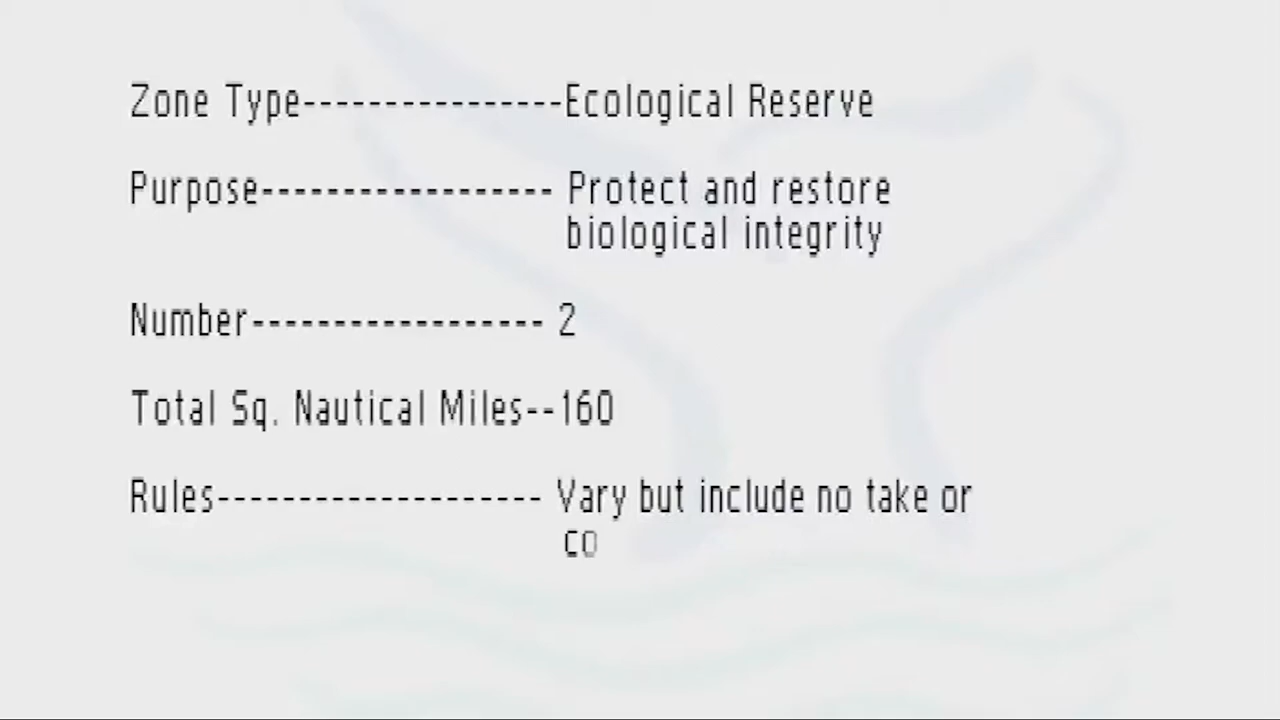 Zone Type----------------Ecological Reserve
Purpose------------------ Protect and restore
biological integrity
Number------------------ 2
Total Sq. Nautical Miles--160
Rules-------------------- Vary but include no take or
co